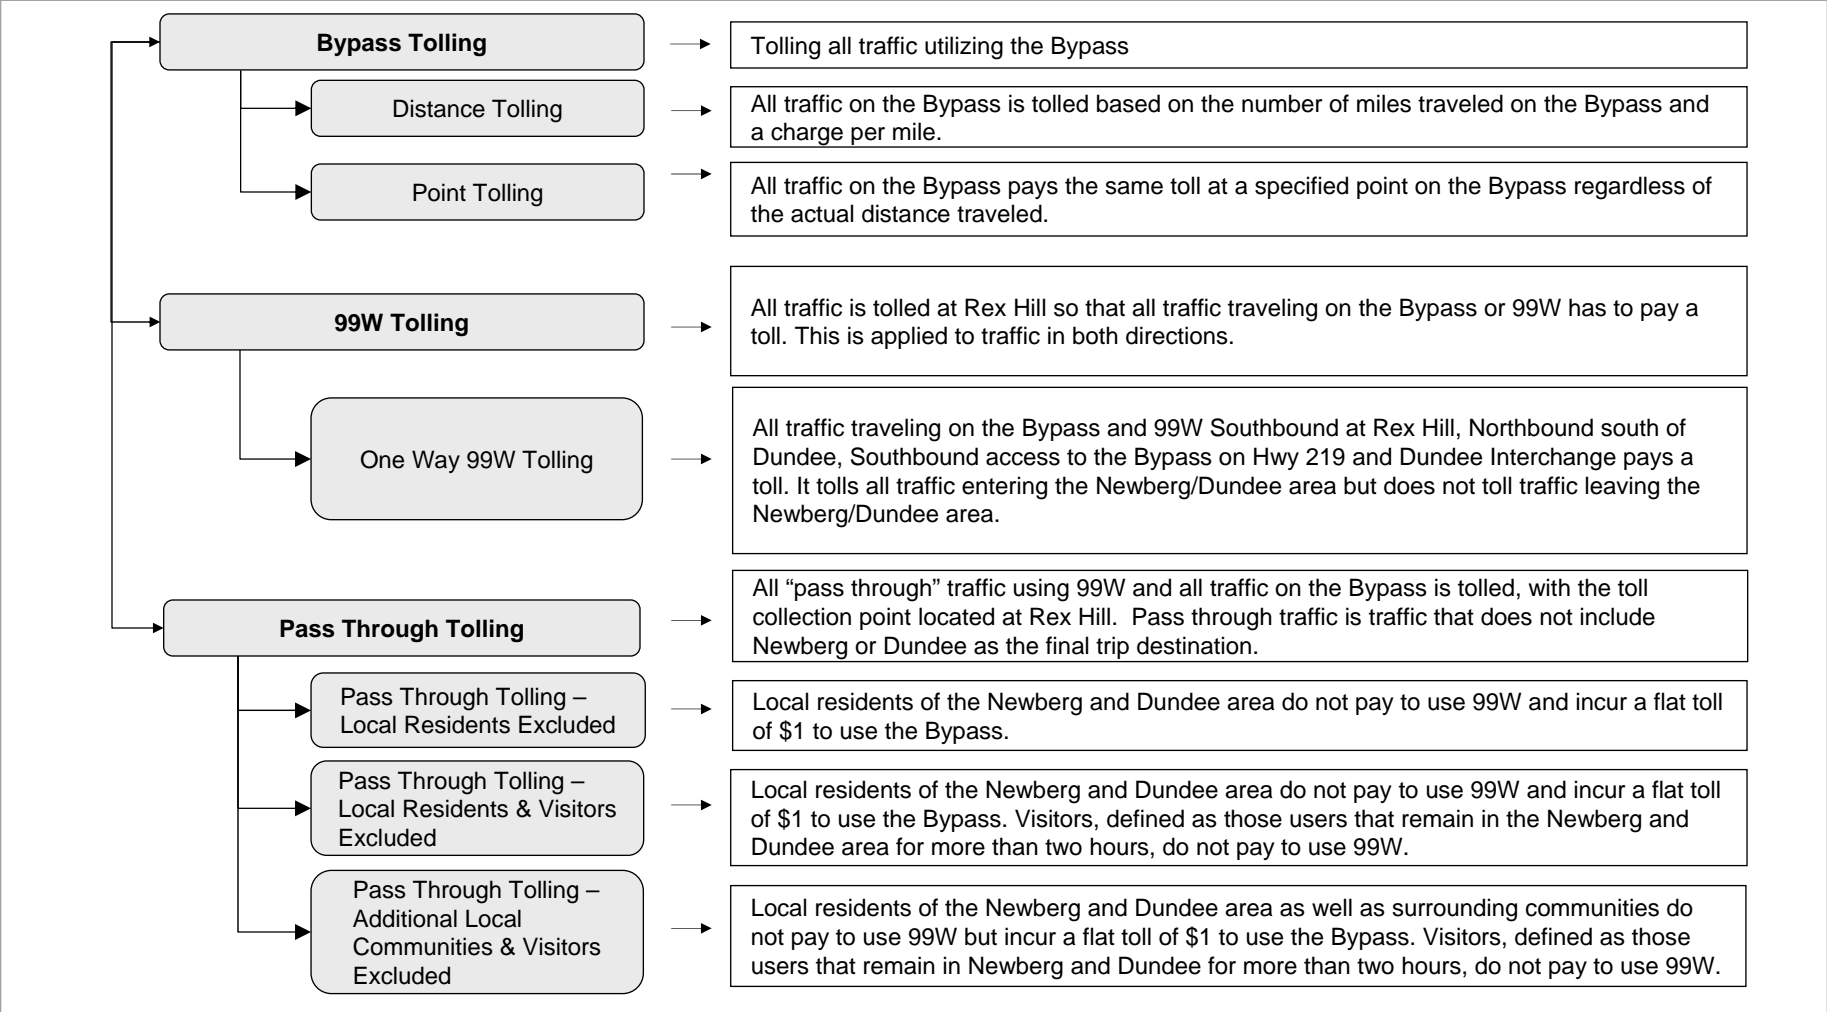 Bypass Tolling
Tolling all traffic utilizing the Bypass
Distance Tolling
All traffic on the Bypass is tolled based on the number of miles traveled on the Bypass and
a charge per mile.
Point Tolling
All traffic on the Bypass pays the same toll at a specified point on the Bypass regardless of
the actual distance traveled.
99W Tolling
All traffic is tolled at Rex Hill so that all traffic traveling on the Bypass or 99W has to pay a
toll. This is applied to traffic in both directions.
One Way 99W Tolling
All traffic traveling on the Bypass and 99W Southbound at Rex Hill, Northbound south of
Dundee, Southbound access to the Bypass on Hwy 219 and Dundee Interchange pays a
toll. It tolls all traffic entering the Newberg/Dundee area but does not toll traffic leaving the
Newberg/Dundee area.
Pass Through Tolling
All “pass through” traffic using 99W and all traffic on the Bypass is tolled, with the toll
collection point located at Rex Hill.  Pass through traffic is traffic that does not include
Newberg or Dundee as the final trip destination.
Pass Through Tolling –
Local Residents Excluded
Local residents of the Newberg and Dundee area do not pay to use 99W and incur a flat toll
of $1 to use the Bypass.
Pass Through Tolling –
Local Residents & Visitors
Excluded
Local residents of the Newberg and Dundee area do not pay to use 99W and incur a flat toll
of $1 to use the Bypass. Visitors, defined as those users that remain in the Newberg and
Dundee area for more than two hours, do not pay to use 99W.
Pass Through Tolling –
Additional Local
Communities & Visitors
Excluded
Local residents of the Newberg and Dundee area as well as surrounding communities do
not pay to use 99W but incur a flat toll of $1 to use the Bypass. Visitors, defined as those
users that remain in Newberg and Dundee for more than two hours, do not pay to use 99W.